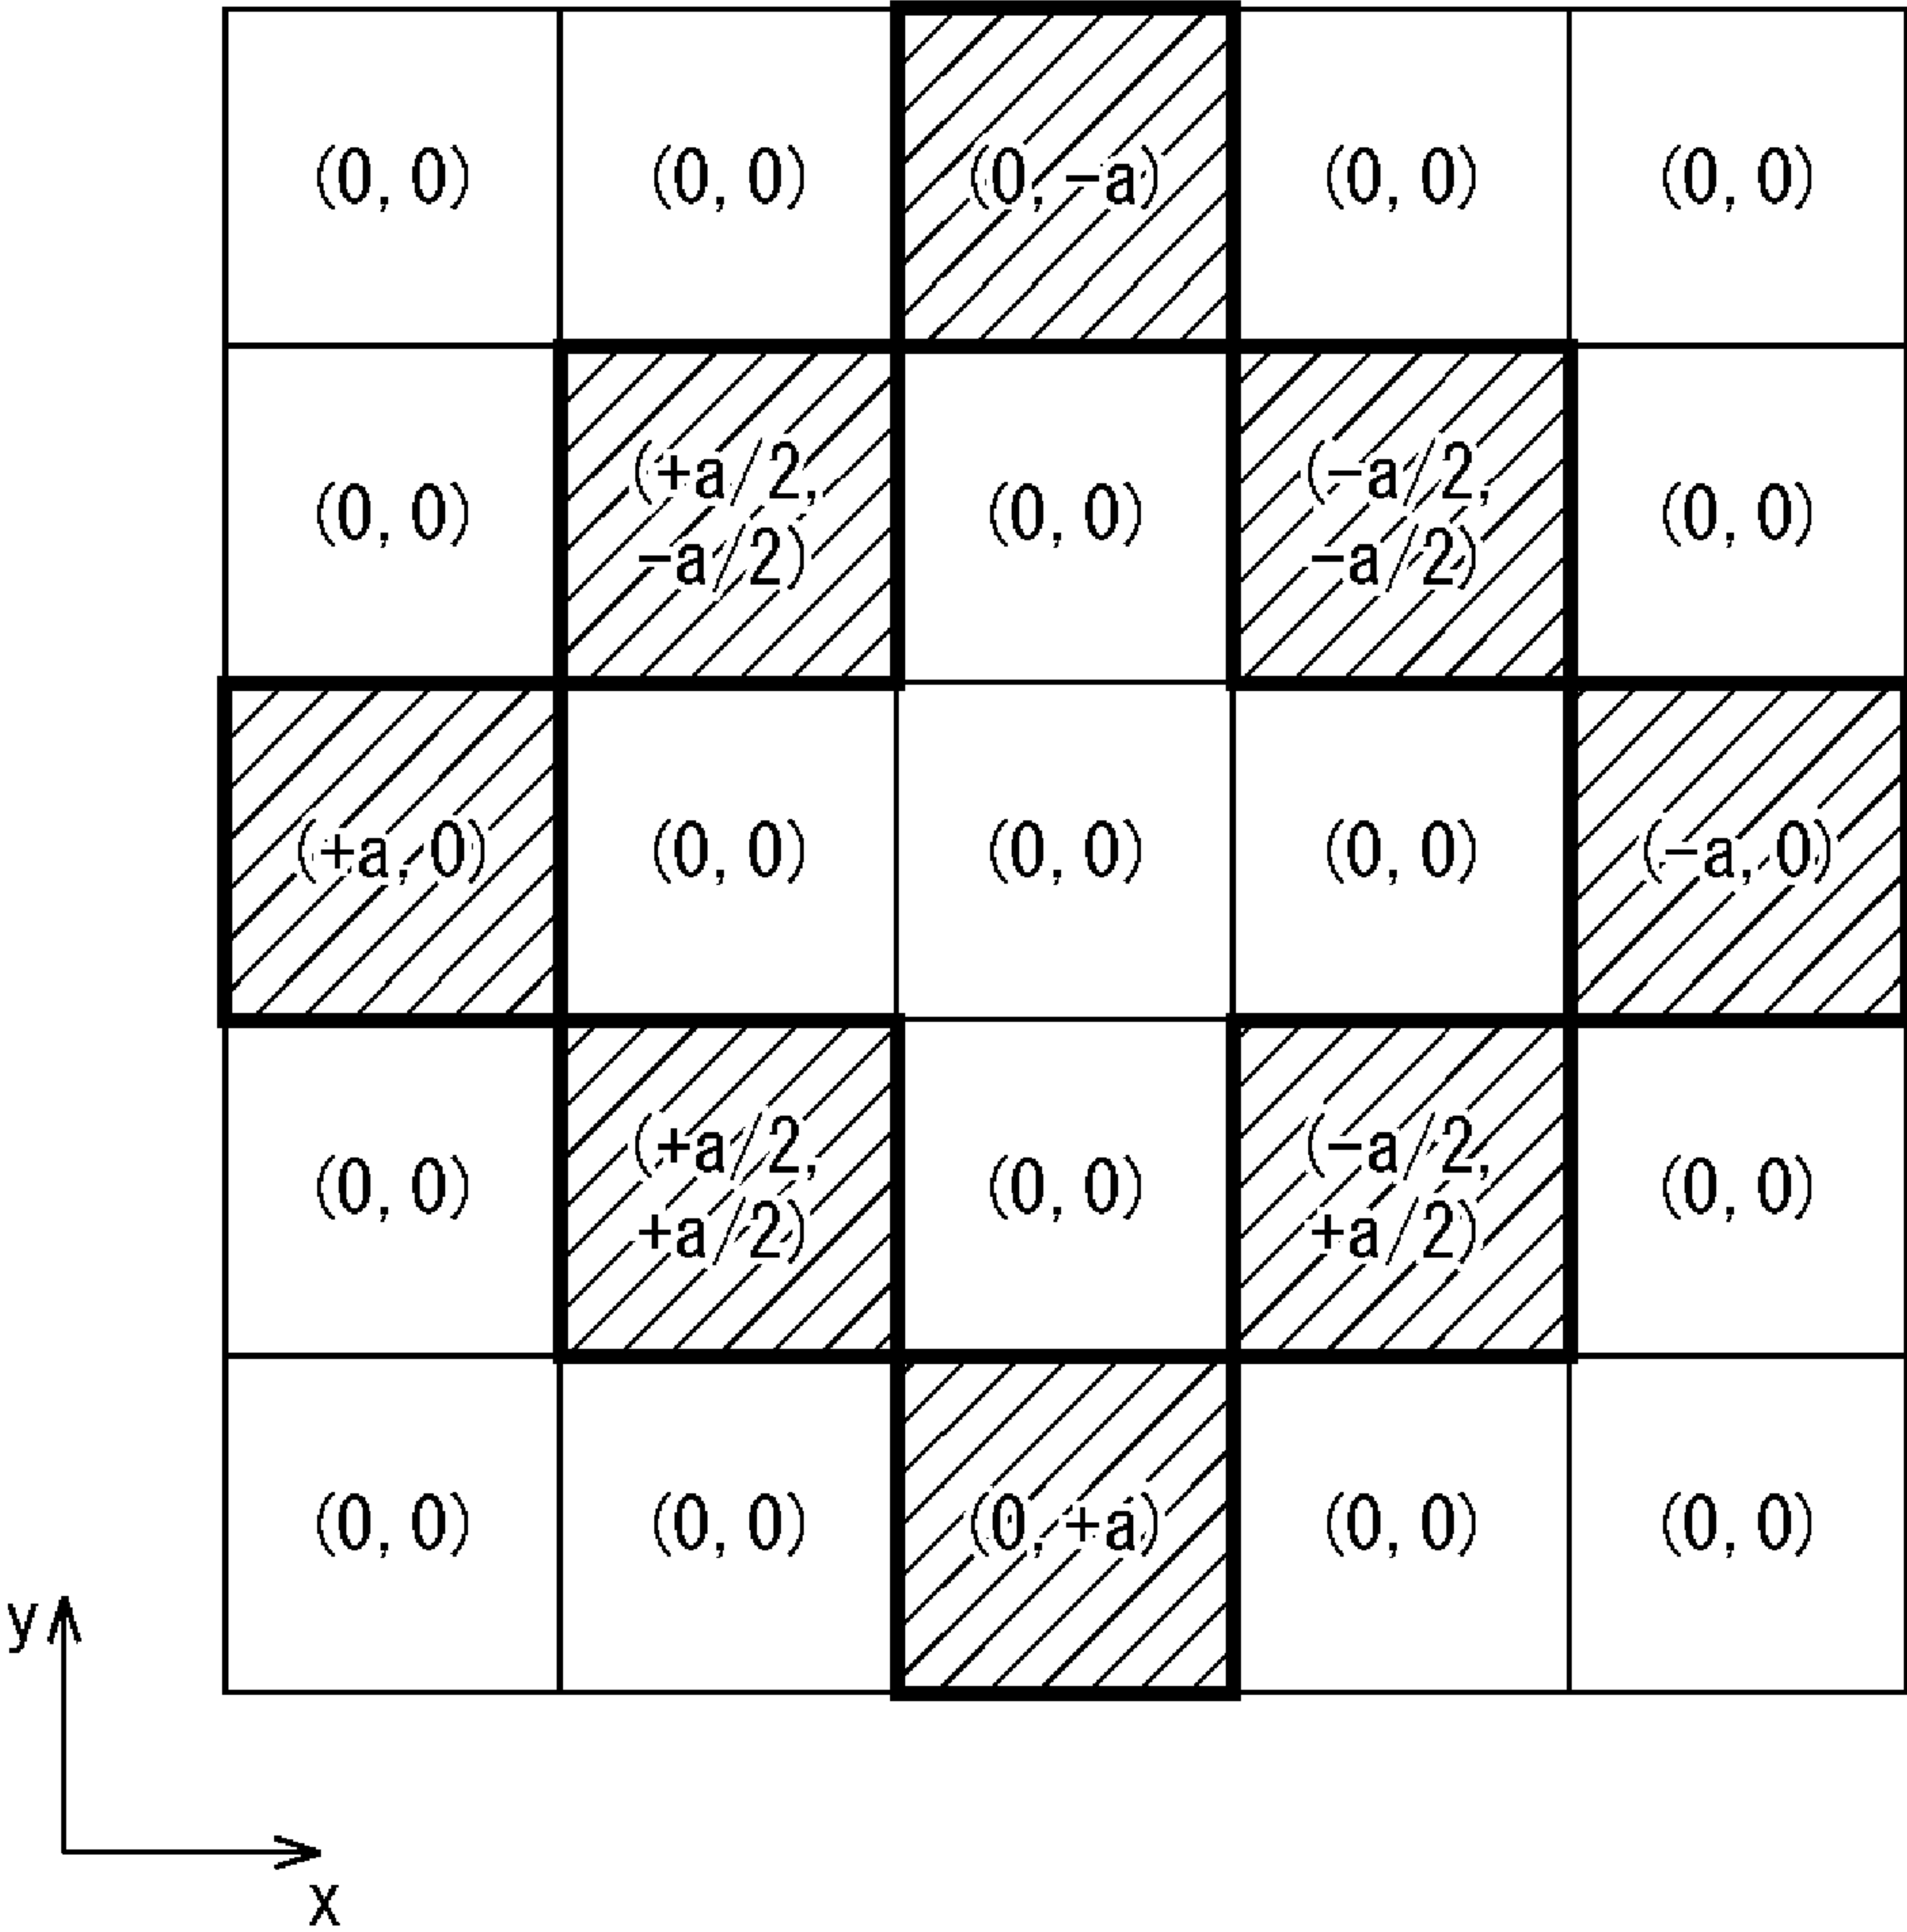 (0, 0) (0, 0) (0, -a) (0, 0) (0, 0)
(0, 0) (+a/2, (0, 0) (-a/2, (0, 0)
-a/2) -a/2)
(+a, 0) (0, 0) (0, 0) (0, 0) (-a, 0)
(0, 0) (+a/2, (0, 0) (-a/2, (0, 0)
+a/2) +a/2)
(0, 0) (0, 0) (0, +a) (0, 0) (0, 0)
y
x